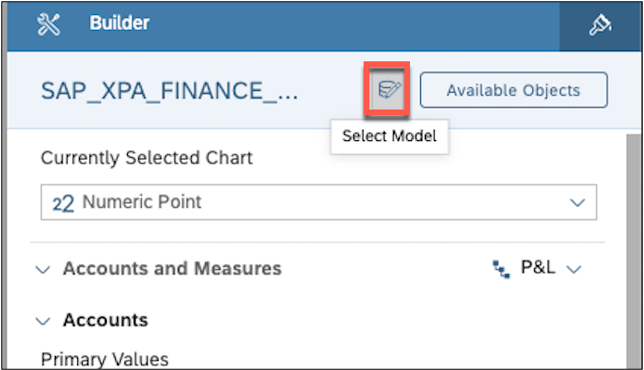 Builder
SAP_XPA_FINANCE_...
Available Objects
Select Model
Currently Selected Chart
22 Numeric Point
Accounts and Measures P&L
Accounts
Primary Values